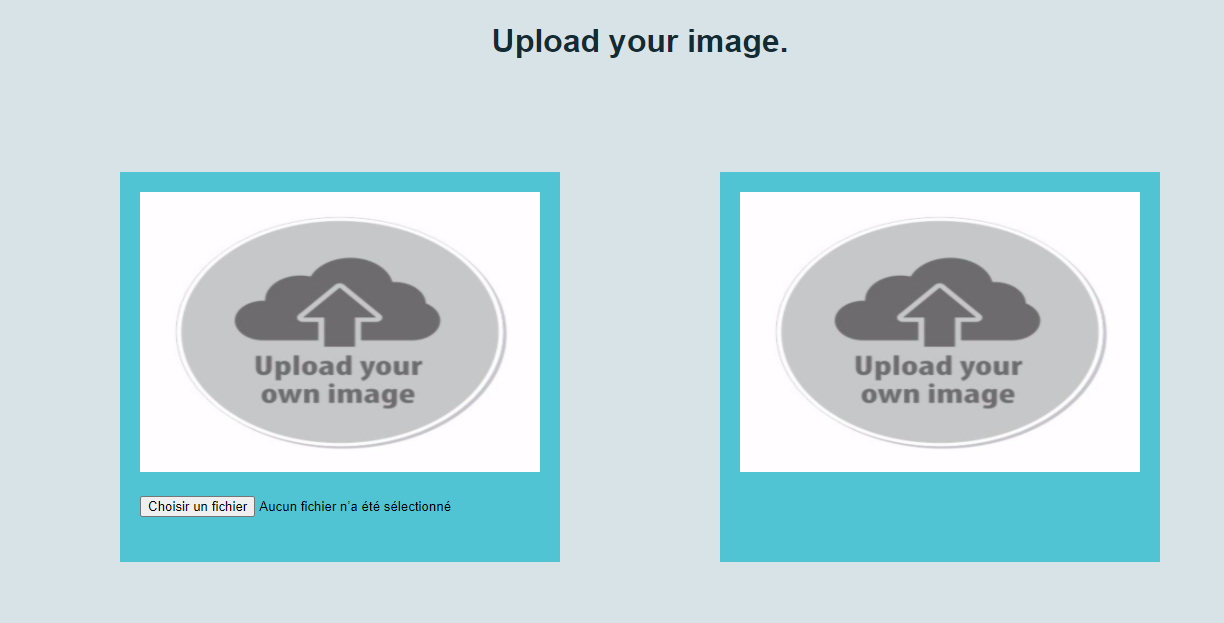 Upload your image.
Upload your
own image
Choisir un fichier Aucun fichier n'a été sélectionné
Upload your
own image